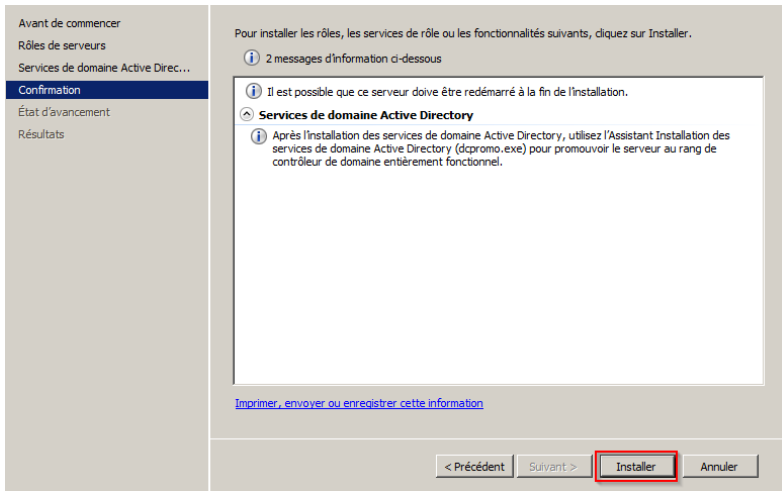 Avant de commencer
Rôles de serveurs
Services de domaine Active Direc...
Confirmation
État d'avancement
Résultats
Pour installer les rôles, les services de rôle ou les fonctionnalités suivants, cliquez sur Installer.
2 messages d'information ci-dessous
Il est possible que ce serveur doive être redémarré à la fin de l'installation.
Services de domaine Active Directory
Après l'installation des services de domaine Active Directory, utilisez l'Assistant Installation des
services de domaine Active Directory (dcpromo.exe) pour promouvoir le serveur au rang de
contrôleur de domaine entièrement fonctionnel.
Imprimer, envoyer ou enregistrer cette information
< Précédent Suivant > Installer Annuler